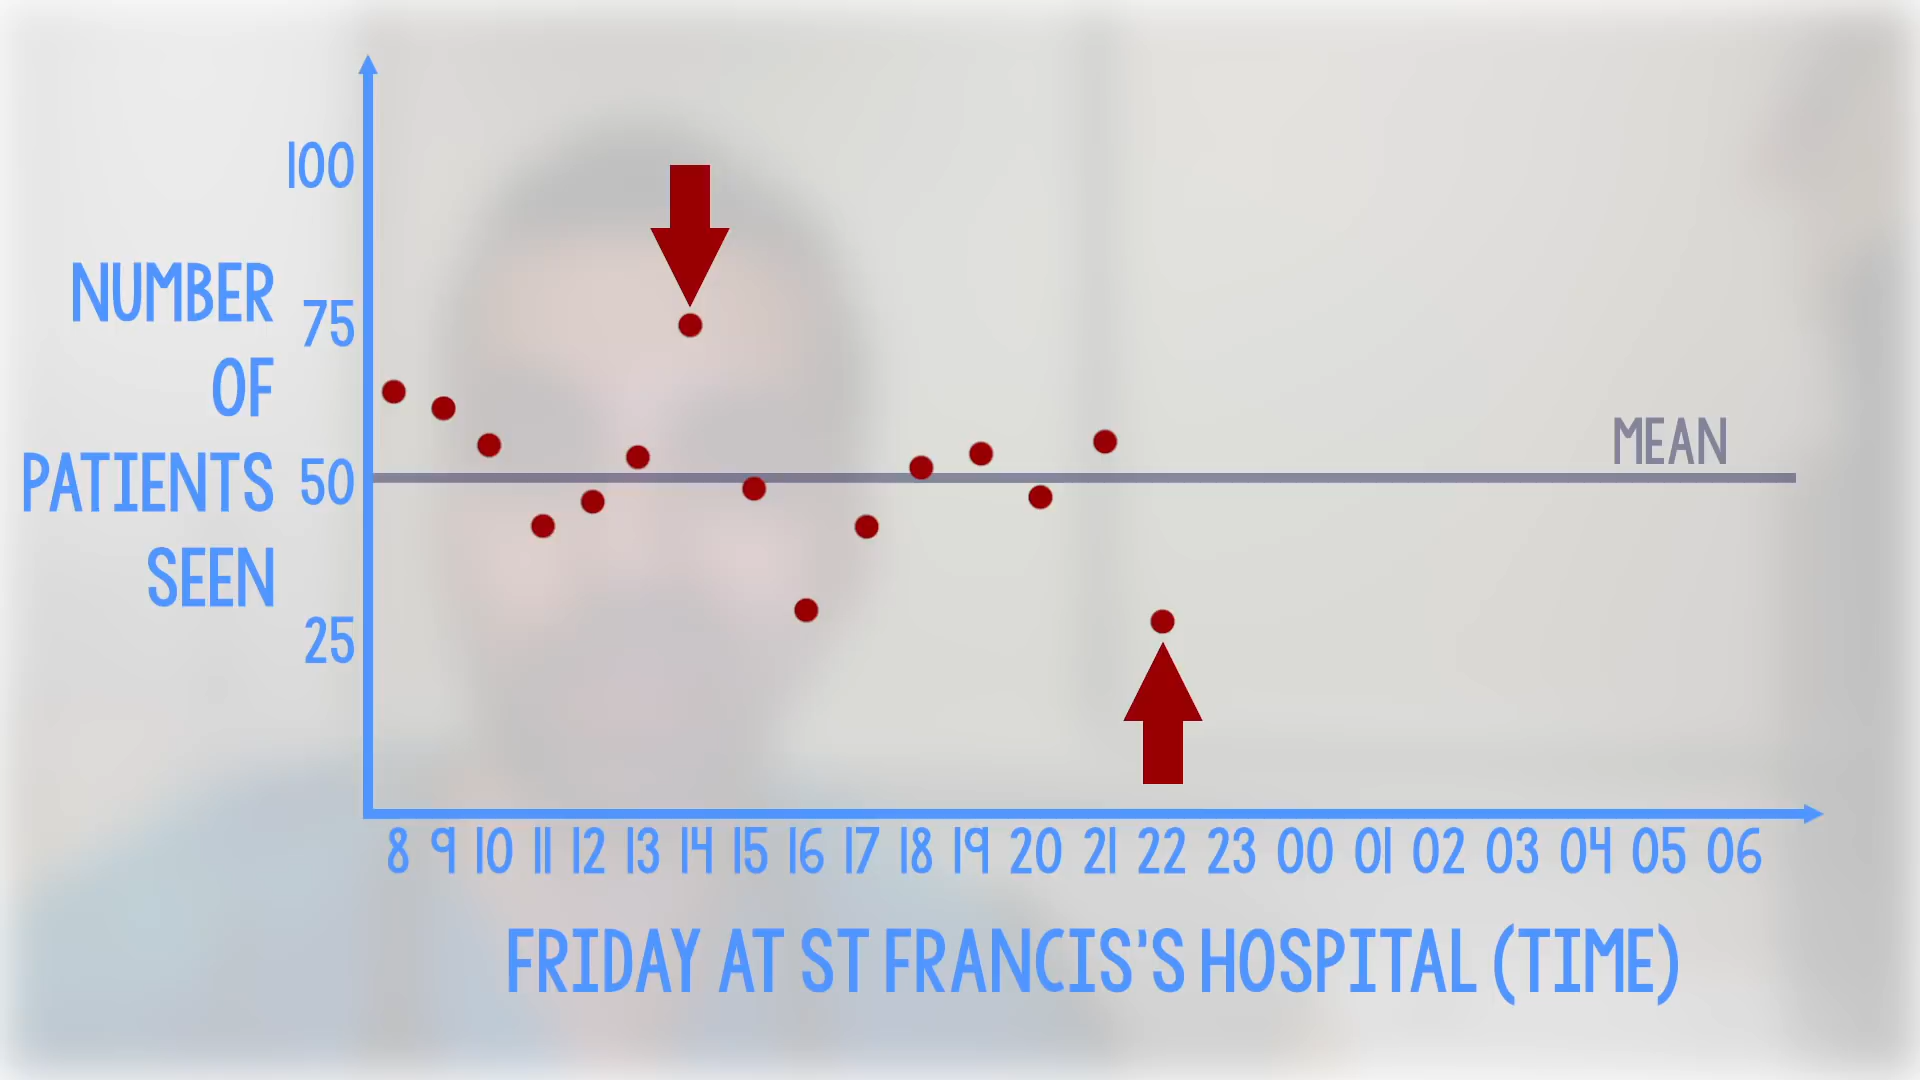 100
75
50
25
NUMBER
OF
PATIENTS
SEEN
MEAN
8 9 10 11 12 13 14 15 16 17 18 19 20 21 22 23 00 01 02 03 04 05 06
FRIDAY AT ST FRANCIS'S HOSPITAL (TIME)